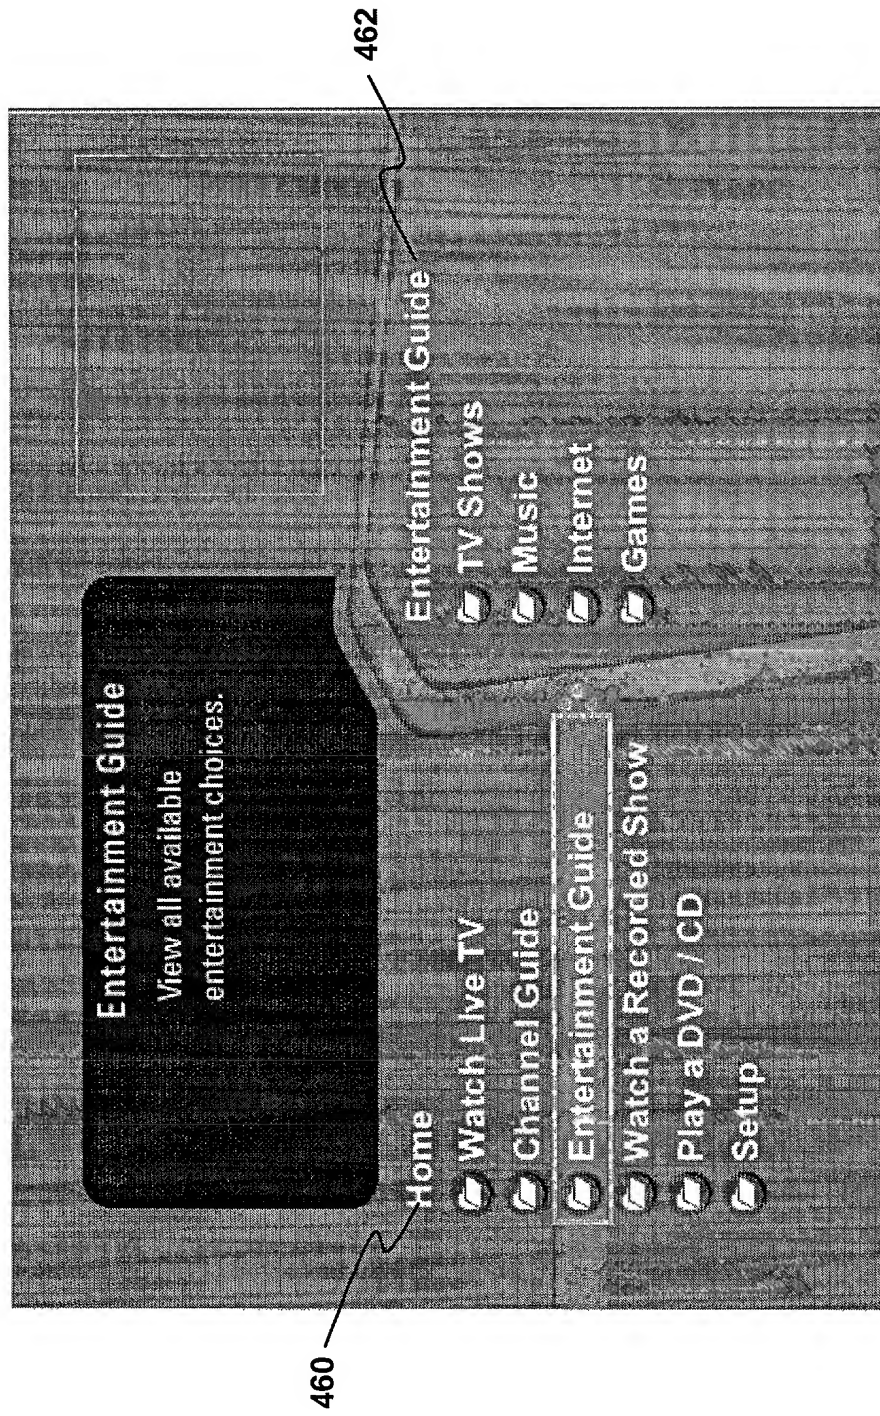 Entertainment Guide
View all available
entertainment choices.
460
Home
Watch Live TV
Channel Guide
Entertainment Guide
Watch a Recorded Show
Play a DVD / CD
Setup
462
Entertainment Guide
TV Shows
Music
Internet
Games